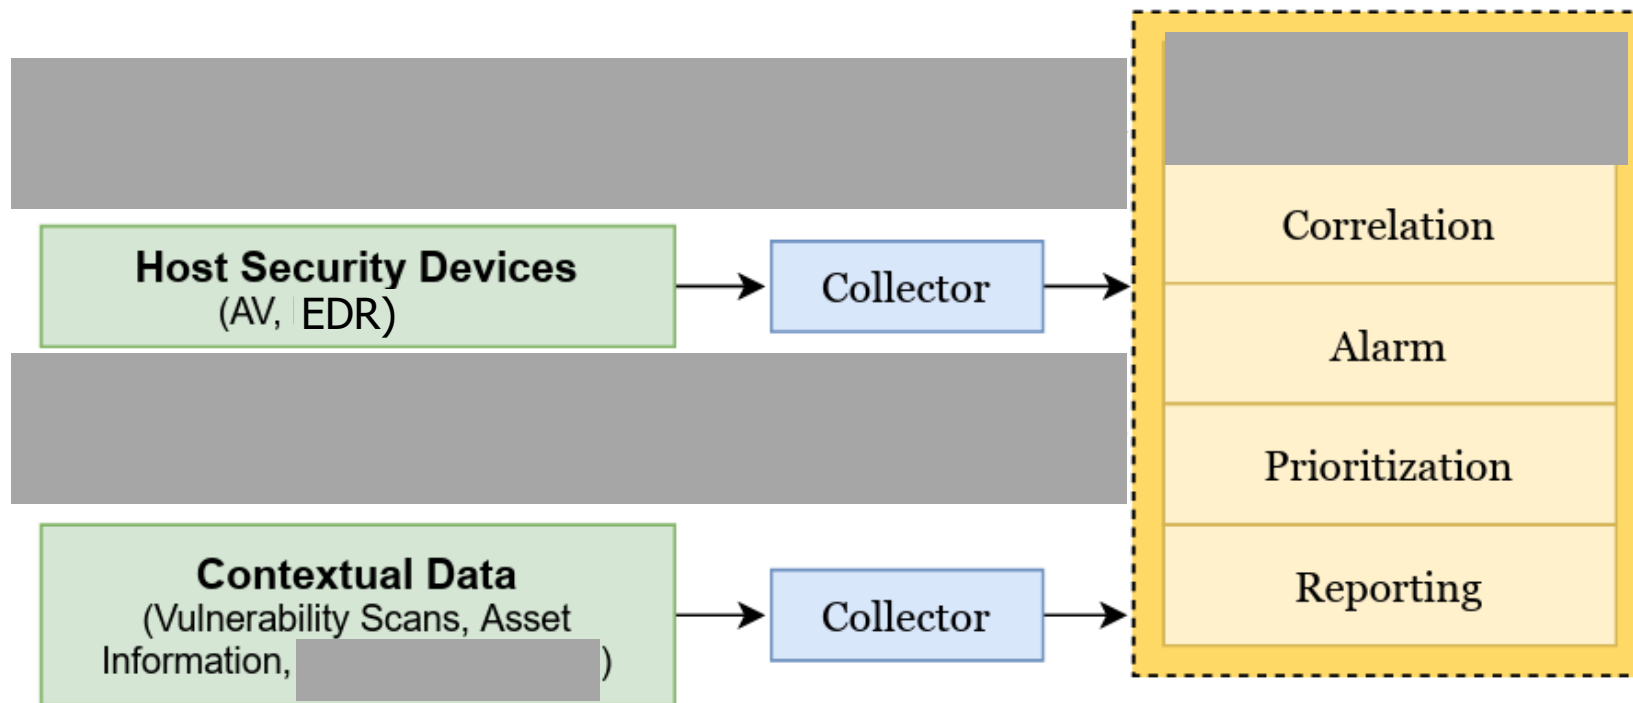 Host Security Devices
(AV, EDR)
Collector
Contextual Data
(Vulnerability Scans, Asset
Information, )
Collector
Correlation
Alarm
Prioritization
Reporting